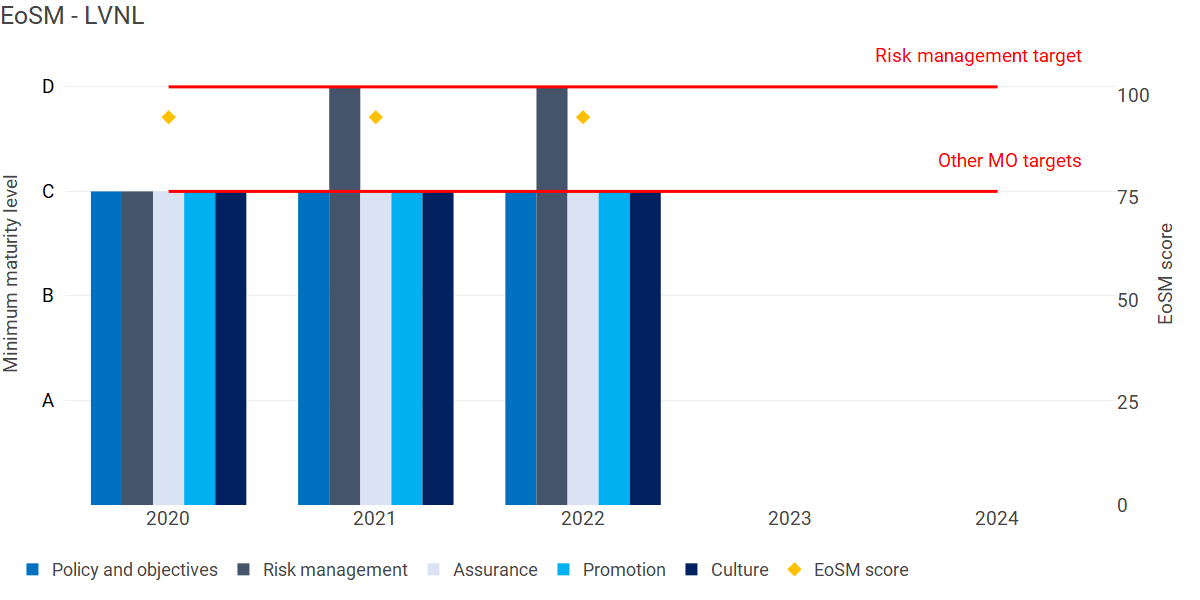 EoSM - LVNL
Risk management target
D
100
Other MO targets
C
75
Minimum maturity level
EoSM score
B
50
A
25
0
2020 2021 2022 2023 2024
Policy and objectives Risk management Assurance Promotion Culture EoSM score